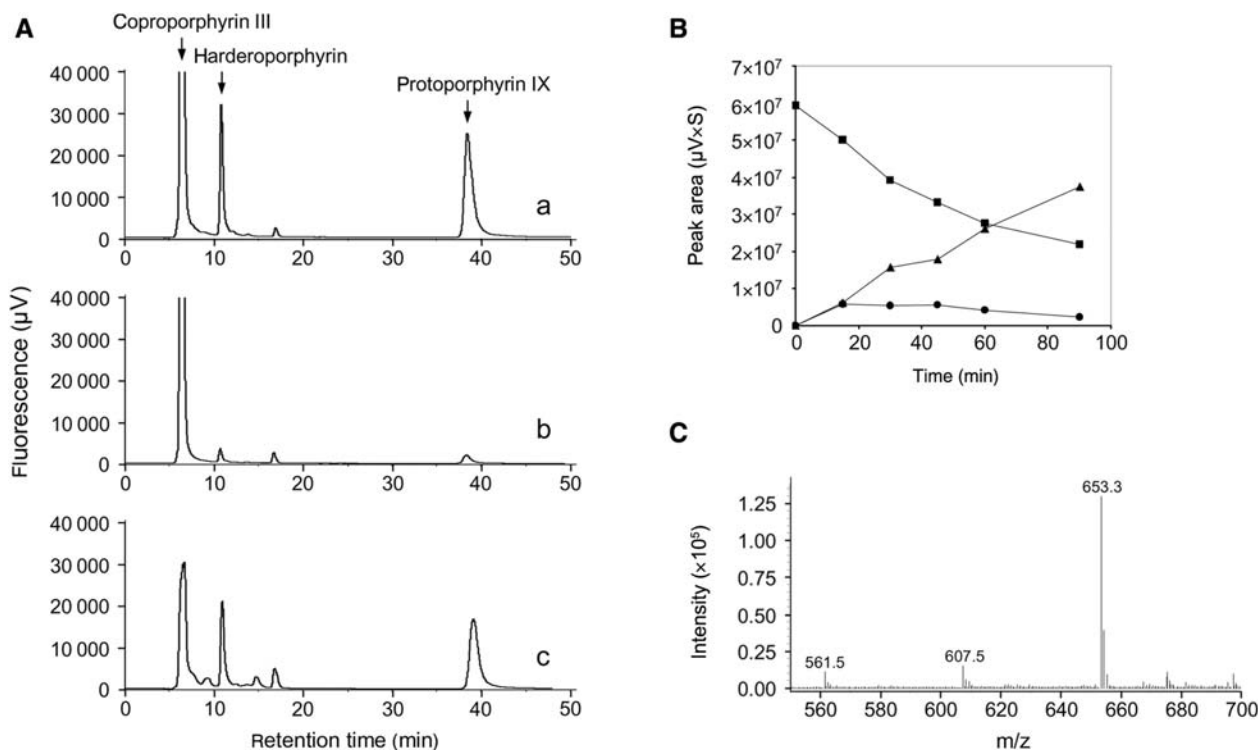 A
Coproporphyrin III
Harderoporphyrin
Protoporphyrin IX
40 000
30 000
20 000
10 000
0
0 10 20 30 40 50
a
40 000
30 000
20 000
10 000
0
0 10 20 30 40 50
b
40 000
30 000
20 000
10 000
0
0 10 20 30 40 50
c
Fluorescence (µV)
Retention time (min)
B
7×10⁷
6×10⁷
5×10⁷
4×10⁷
3×10⁷
2×10⁷
1×10⁷
0
0 20 40 60 80 100
Peak area (µV×S)
Time (min)
C
653.3
607.5
561.5
1.25
1.00
0.75
0.50
0.25
0.00
560 580 600 620 640 660 680 700
Intensity (×10⁵)
m/z